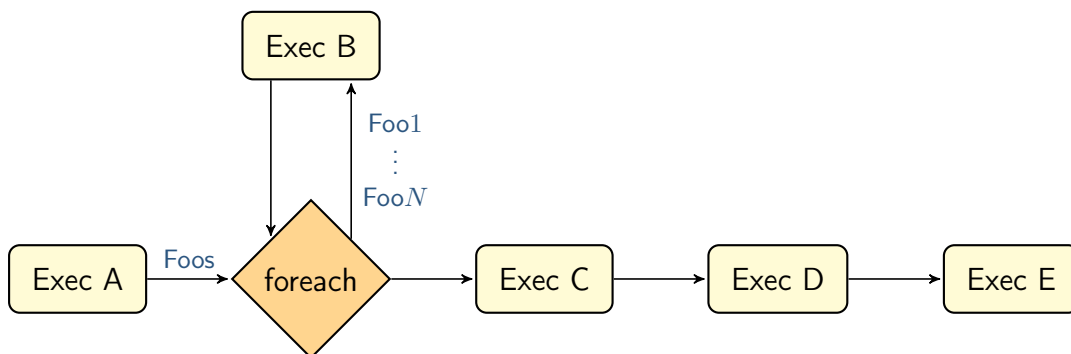 Exec B
Foo1
⋮
FooN
Exec A
Foos
foreach
Exec C
Exec D
Exec E